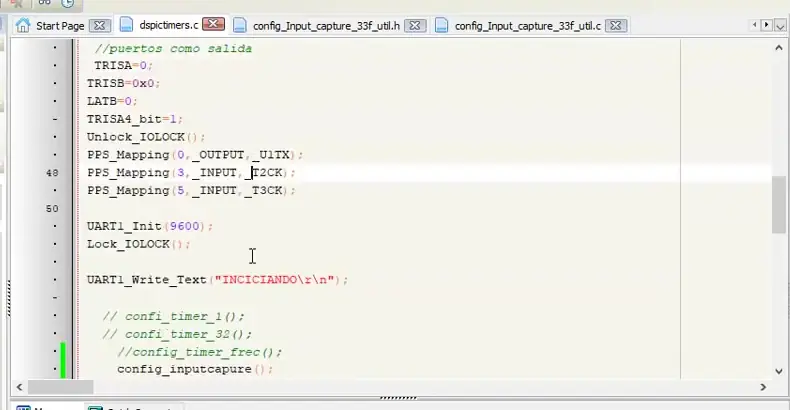 Start Page
dspictimers.c
config_Input_capture_33f_util.h
config_Input_capture_33f_util.c
//puertos como salida
TRISA=0;
TRISB=0x0;
LATB=0;
TRISA4_bit=1;
Unlock_IOLOCK();
PPS_Mapping(0,_OUTPUT,_U1TX);
48 PPS_Mapping(3,_INPUT,_T2CK);
PPS_Mapping(5,_INPUT,_T3CK);
50
UART1_Init(9600);
Lock_IOLOCK();
UART1_Write_Text("INCICIANDO\r\n");
// confi_timer_1();
// confi_timer_32();
//config_timer_frec();
config_inputcapure();